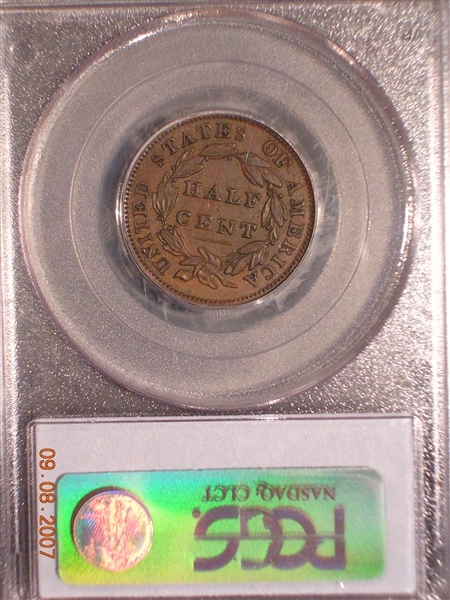 UNITED STATES OF AMERICA
HALF
CENT
09.08.2007
PCGS
NASDAQ: CLCT